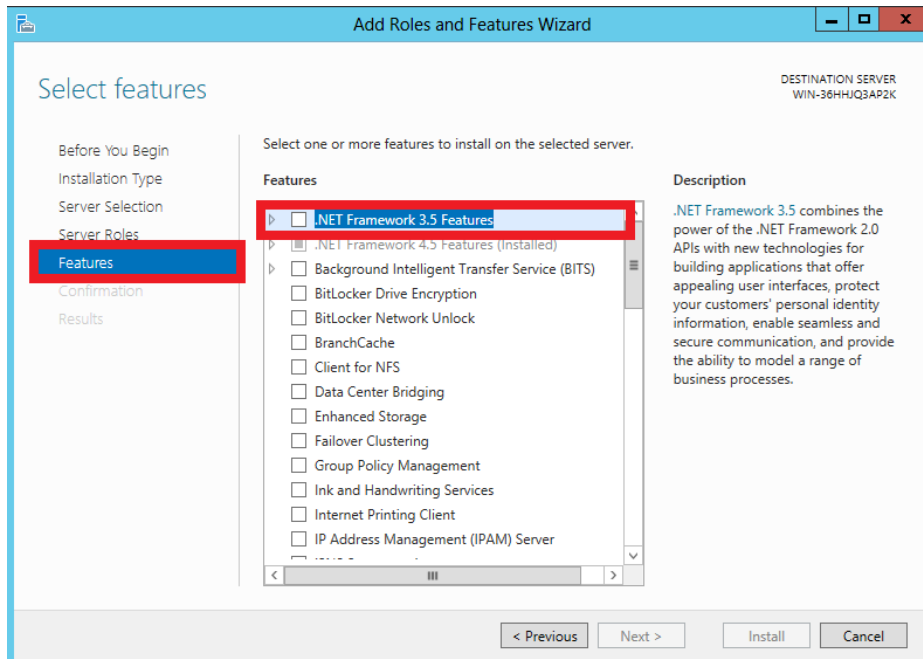 Add Roles and Features Wizard
Select features
DESTINATION SERVER
WIN-36HHJQ3AP2K
Before You Begin
Installation Type
Server Selection
Server Roles
Features
Confirmation
Results
Select one or more features to install on the selected server.
Features
.NET Framework 3.5 Features
.NET Framework 4.5 Features (Installed)
Background Intelligent Transfer Service (BITS)
BitLocker Drive Encryption
BitLocker Network Unlock
BranchCache
Client for NFS
Data Center Bridging
Enhanced Storage
Failover Clustering
Group Policy Management
Ink and Handwriting Services
Internet Printing Client
IP Address Management (IPAM) Server
Description
.NET Framework 3.5 combines the
power of the .NET Framework 2.0
APIs with new technologies for
building applications that offer
appealing user interfaces, protect
your customers' personal identity
information, enable seamless and
secure communication, and provide
the ability to model a range of
business processes.
< Previous
Next >
Install
Cancel